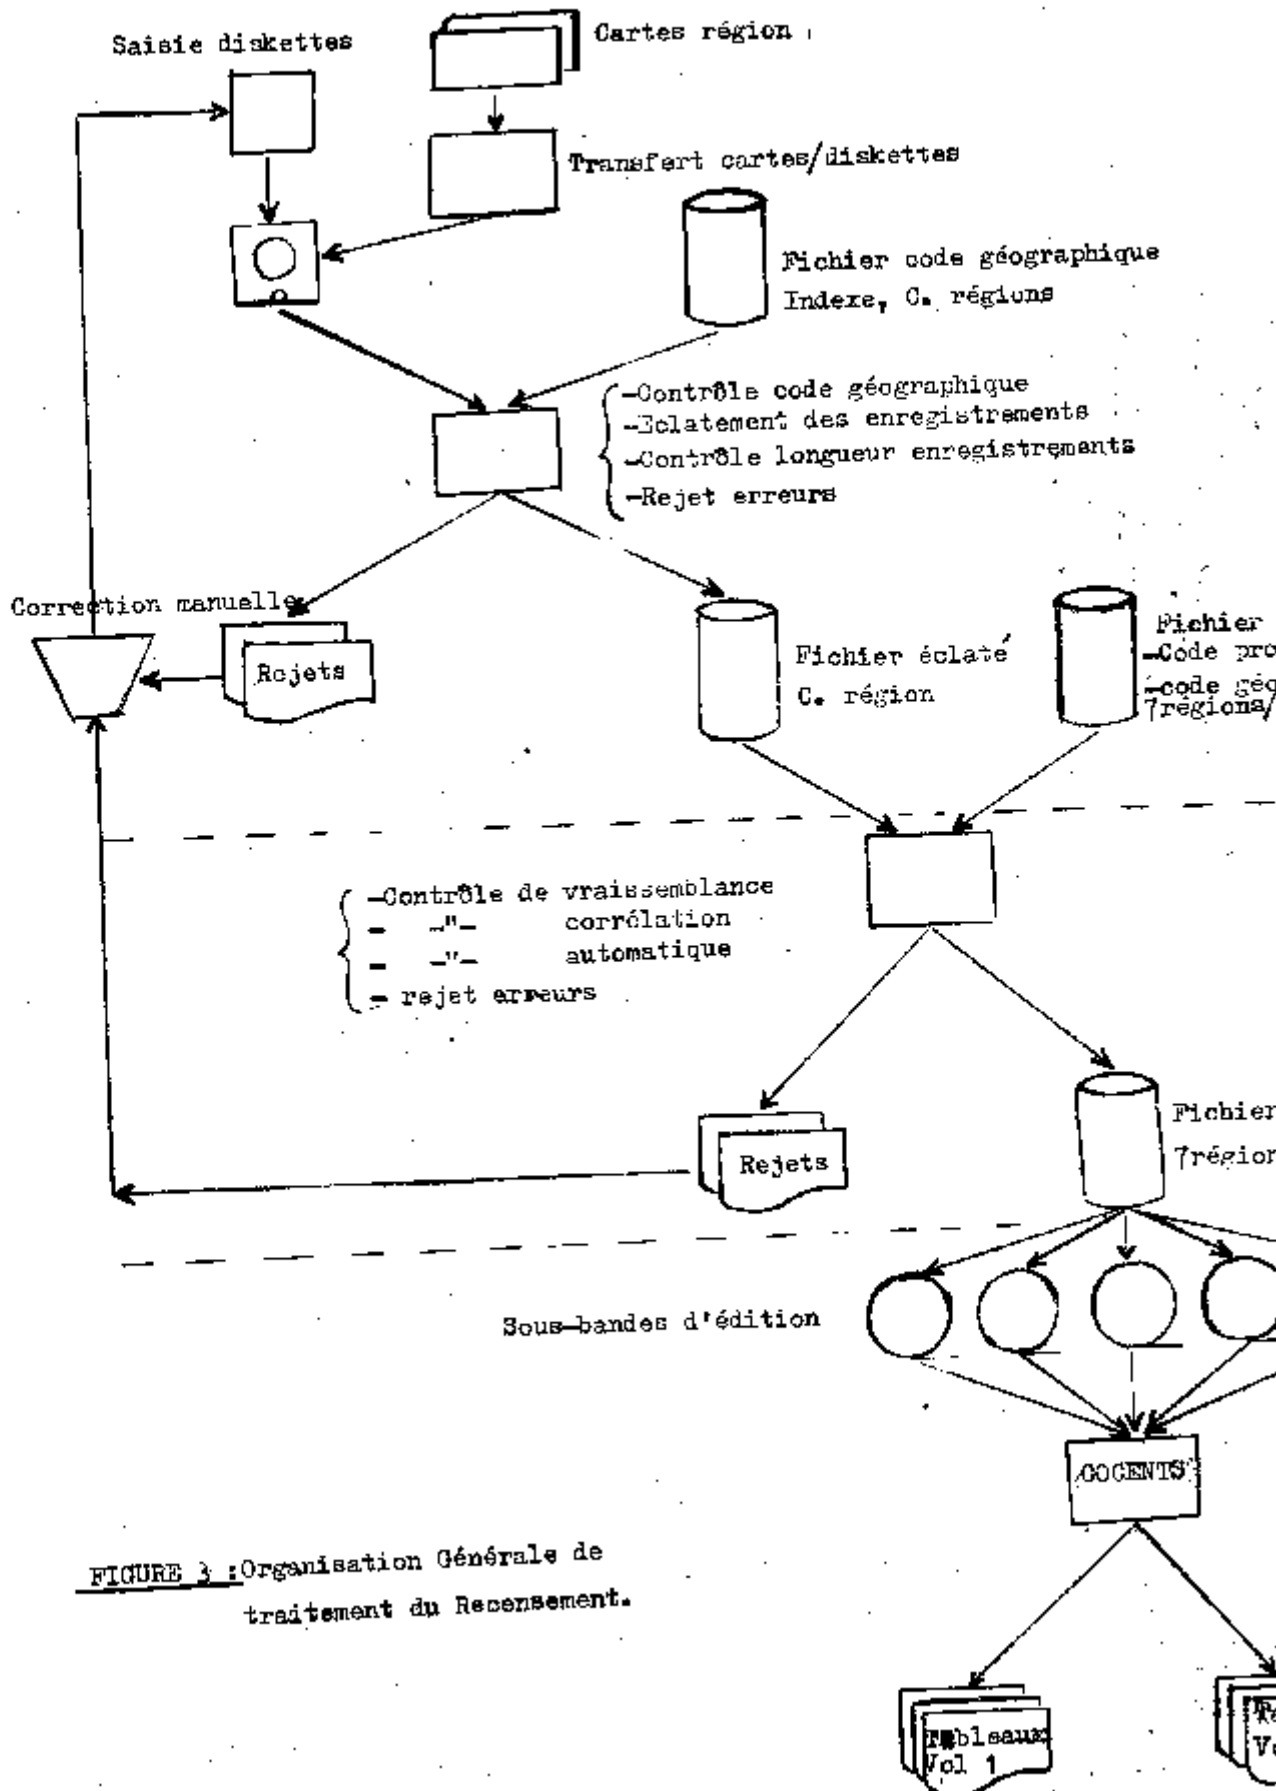 Saisie diskettes
Cartes région
Transfert cartes/diskettes
Fichier code géographique
Indexe, C. régions
-Contrôle code géographique
-Eclatement des enregistrements
-Contrôle longueur enregistrements
-Rejet erreurs
Correction manuelle
Rejets
Fichier éclaté
C. région
Fichier
-Code pro
-code géo
7régions/
-Contrôle de vraissemblance
- -"- corrélation
- -"- automatique
- rejet erreurs
Rejets
Fichier
7région
Sous-bandes d'édition
COCENTS
FIGURE 3 :Organisation Générale de
traitement du Recensement.
Tableaux
Vol 1